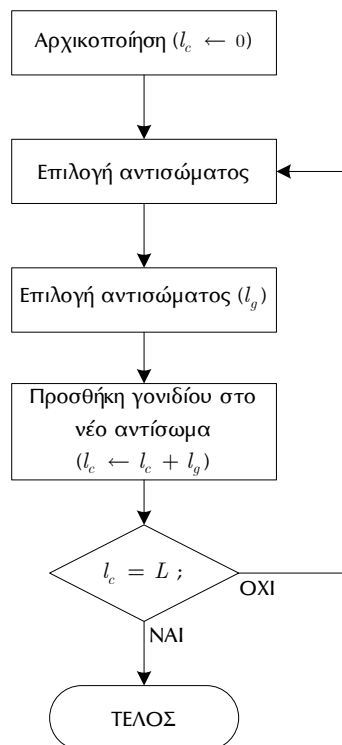 Αρχικοποίηση (l_c ← 0)
Επιλογή αντισώματος
Επιλογή αντισώματος (l_g)
Προσθήκη γονιδίου στο
νέο αντίσωμα
(l_c ← l_c + l_g)
l_c = L ;
ΟΧΙ
ΝΑΙ
ΤΕΛΟΣ